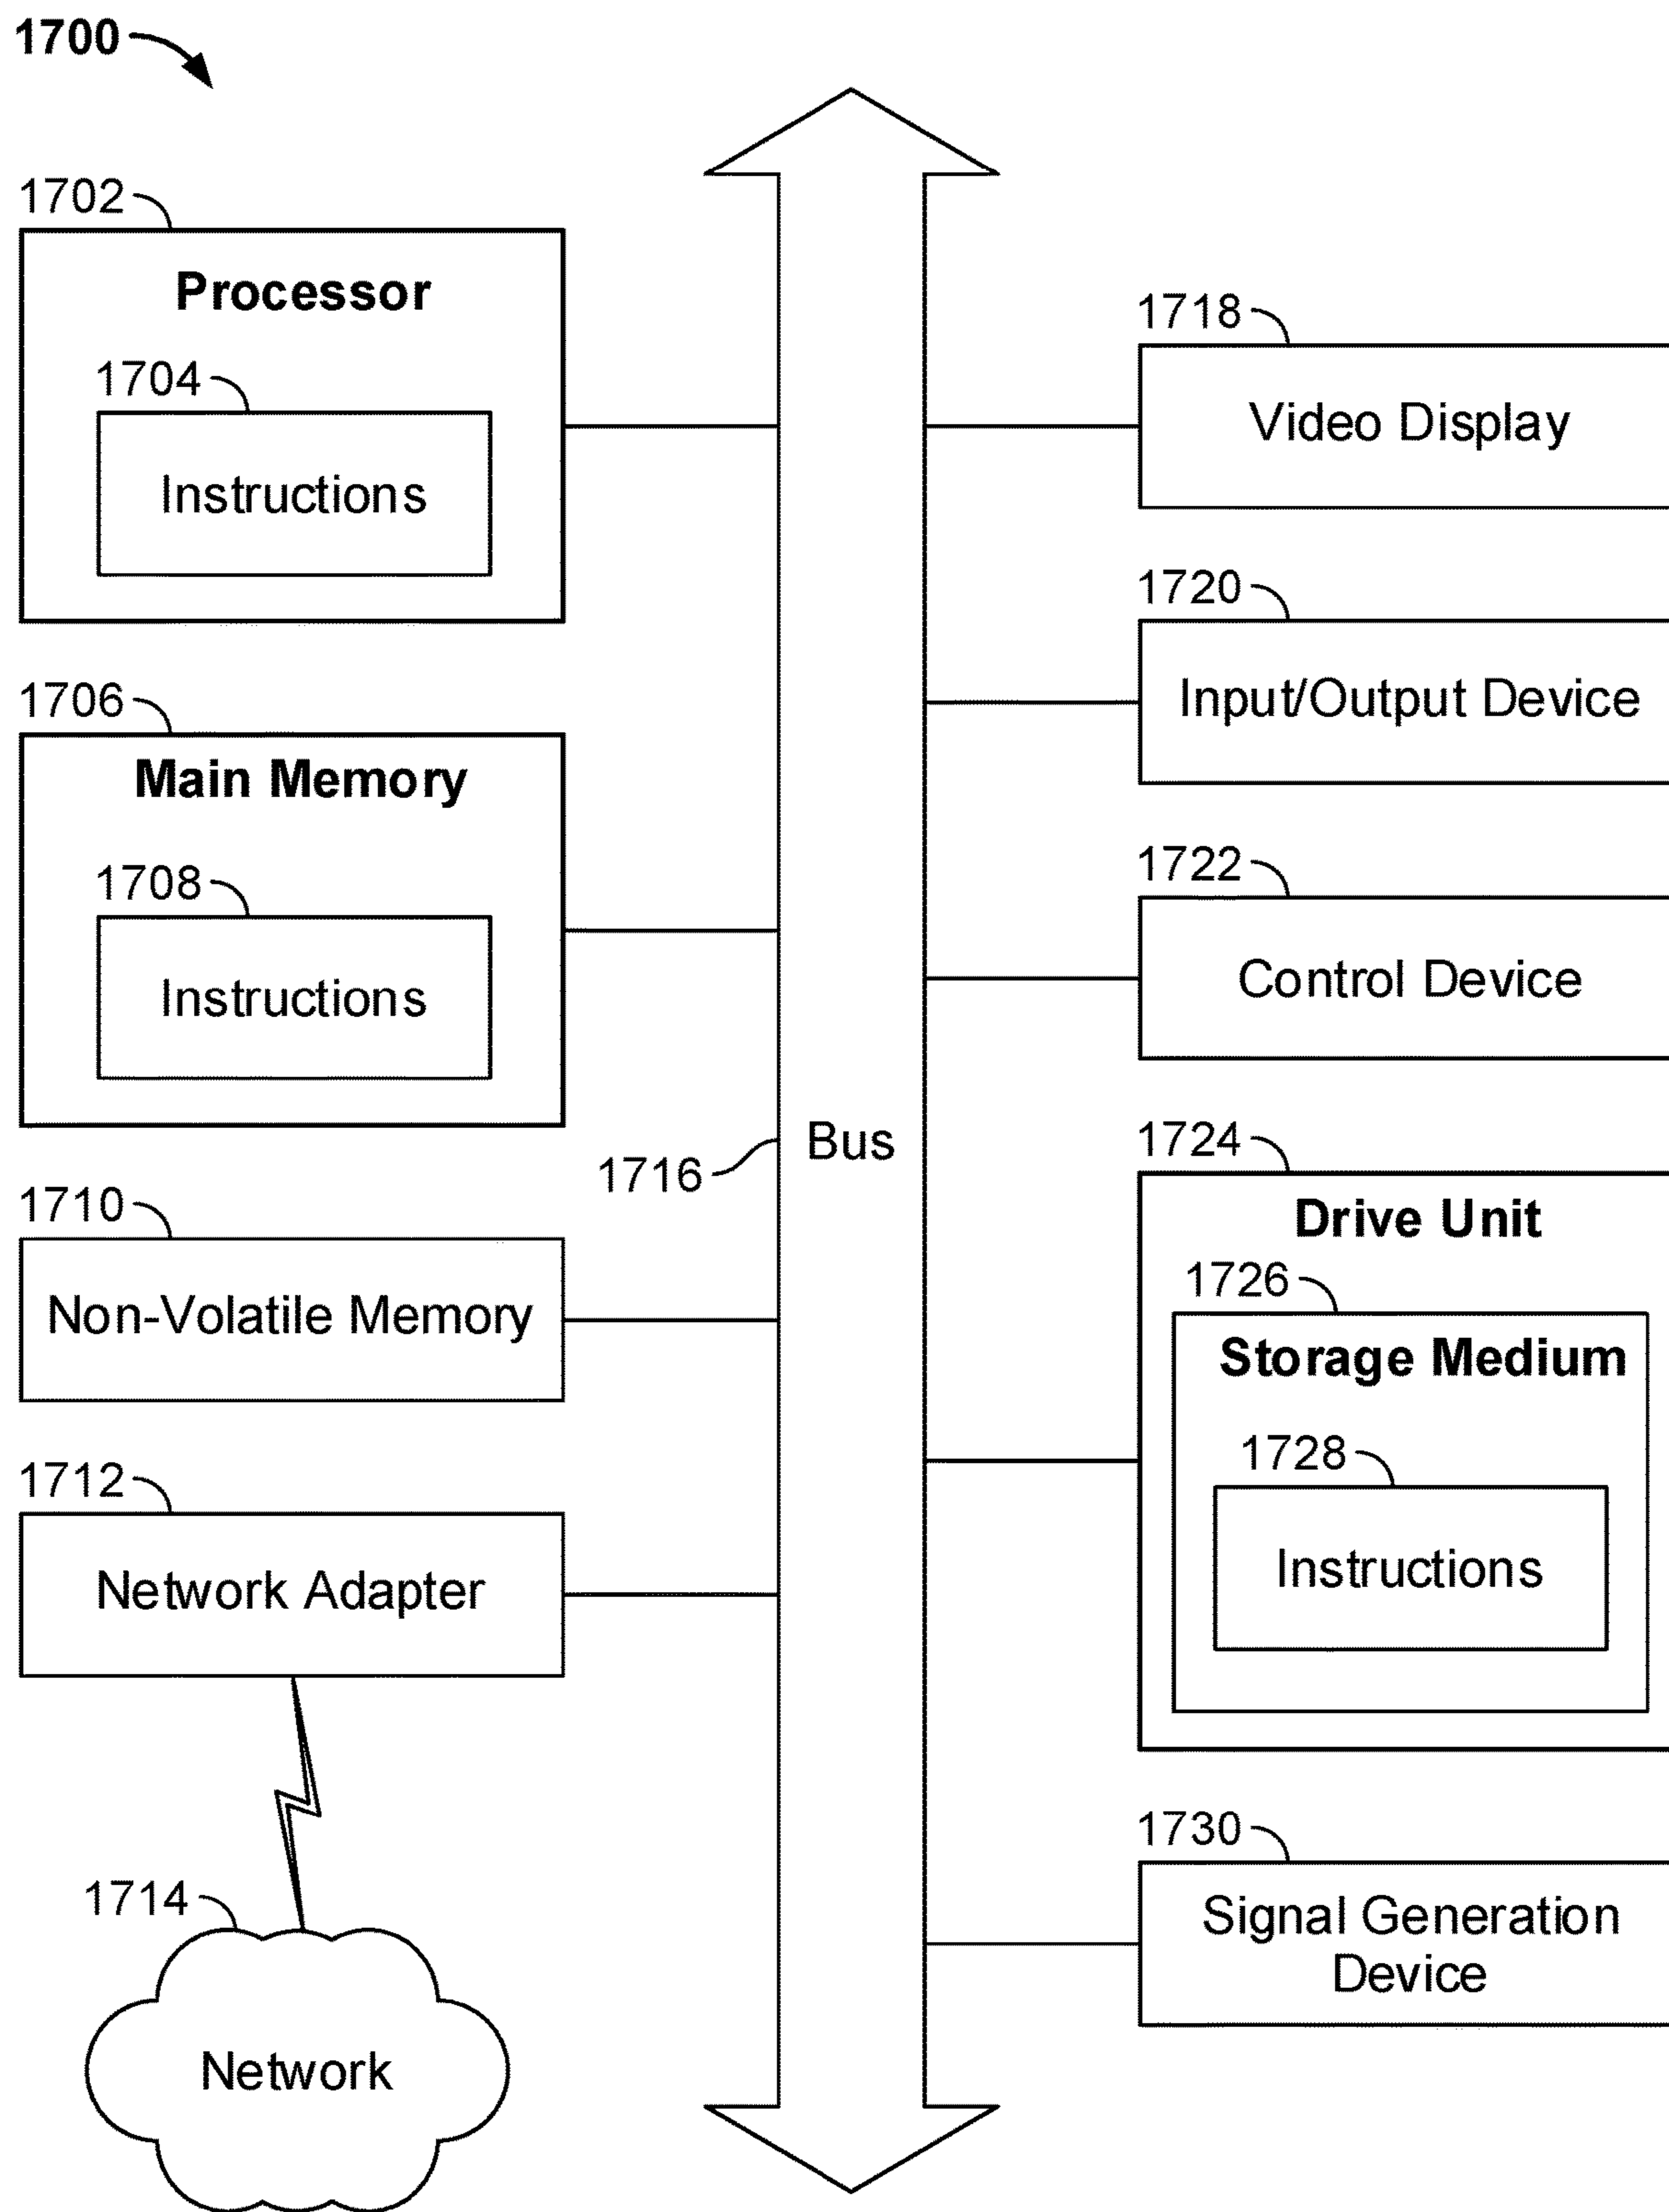 1700
1702
Processor
1704
Instructions
1706
Main Memory
1708
Instructions
1710
Non-Volatile Memory
1712
Network Adapter
1714
Network
1716
Bus
1718
Video Display
1720
Input/Output Device
1722
Control Device
1724
Drive Unit
1726
Storage Medium
1728
Instructions
1730
Signal Generation
Device